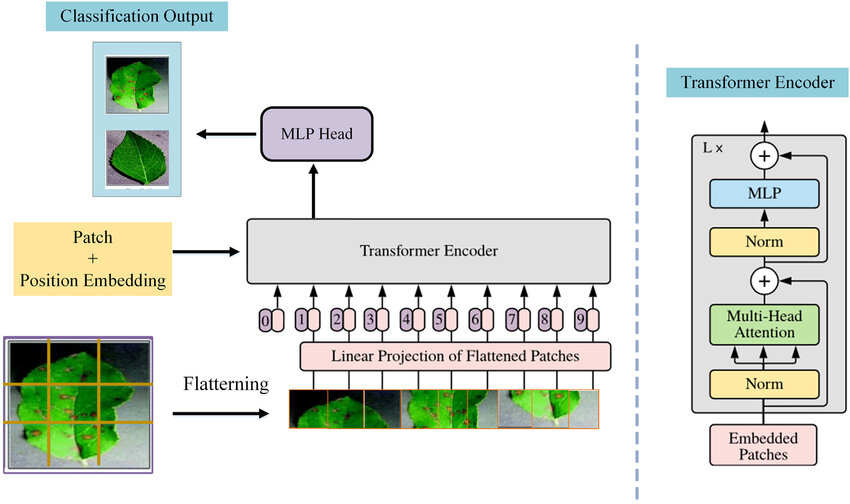 Classification Output
Transformer Encoder
MLP Head
L ×
+
MLP
Norm
Patch
+
Position Embedding
Transformer Encoder
+
Multi-Head
Attention
0 1 2 3 4 5 6 7 8 9
Linear Projection of Flattened Patches
Flatterning
Norm
Embedded
Patches